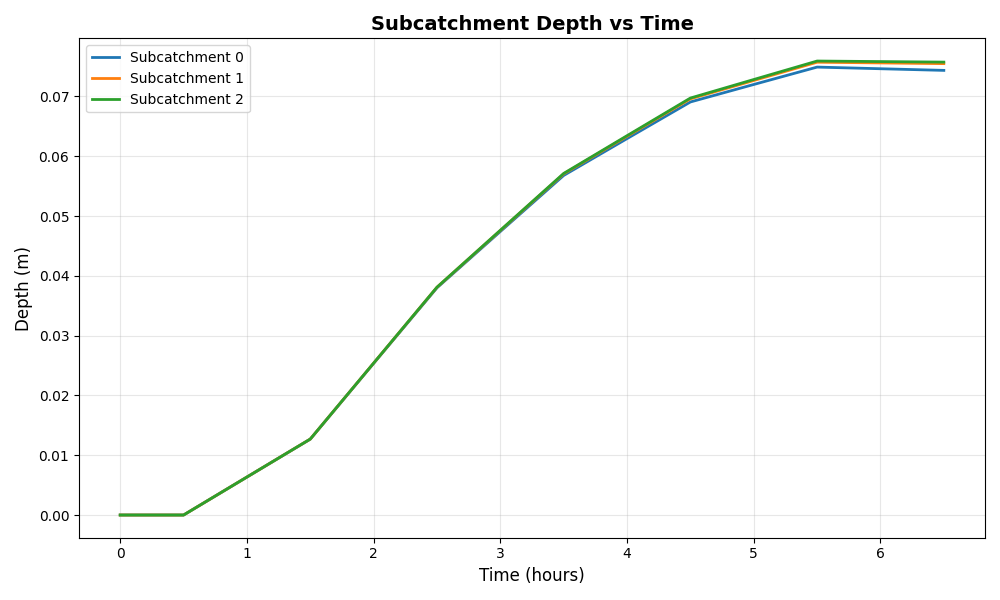 Subcatchment Depth vs Time
Subcatchment 0
Subcatchment 1
Subcatchment 2
Depth (m)
0.07
0.06
0.05
0.04
0.03
0.02
0.01
0.00
0 1 2 3 4 5 6
Time (hours)